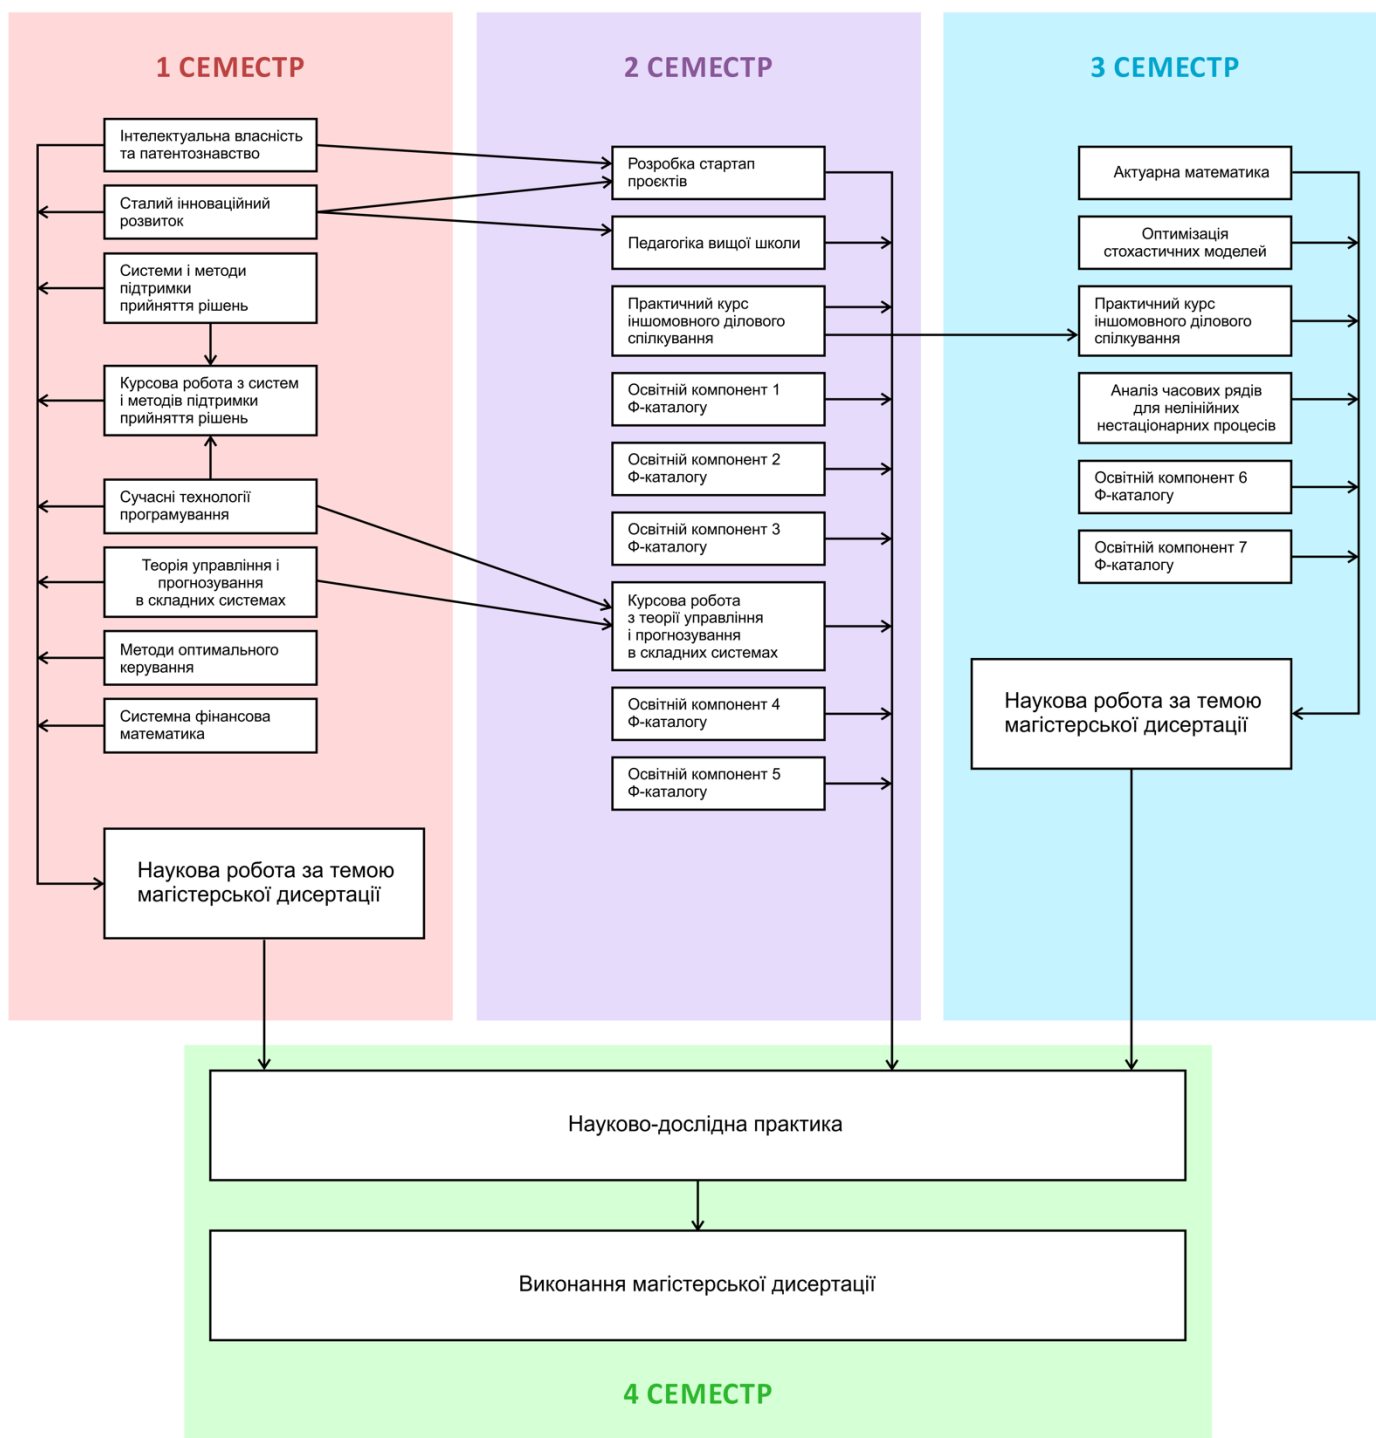 1 СЕМЕСТР
Інтелектуальна власність
та патентознавство
Сталий інноваційний
розвиток
Системи і методи
підтримки
прийняття рішень
Курсова робота з систем
і методів підтримки
прийняття рішень
Сучасні технології
програмування
Теорія управління і
прогнозування
в складних системах
Методи оптимального
керування
Системна фінансова
математика
Наукова робота за темою
магістерської дисертації
2 СЕМЕСТР
Розробка стартап
проєктів
Педагогіка вищої школи
Практичний курс
іншомовного ділового
спілкування
Освітній компонент 1
Ф-каталогу
Освітній компонент 2
Ф-каталогу
Освітній компонент 3
Ф-каталогу
Курсова робота
з теорії управління
і прогнозування
в складних системах
Освітній компонент 4
Ф-каталогу
Освітній компонент 5
Ф-каталогу
3 СЕМЕСТР
Актуарна математика
Оптимізація
стохастичних моделей
Практичний курс
іншомовного ділового
спілкування
Аналіз часових рядів
для нелінійних
нестаціонарних процесів
Освітній компонент 6
Ф-каталогу
Освітній компонент 7
Ф-каталогу
Наукова робота за темою
магістерської дисертації
Науково-дослідна практика
Виконання магістерської дисертації
4 СЕМЕСТР